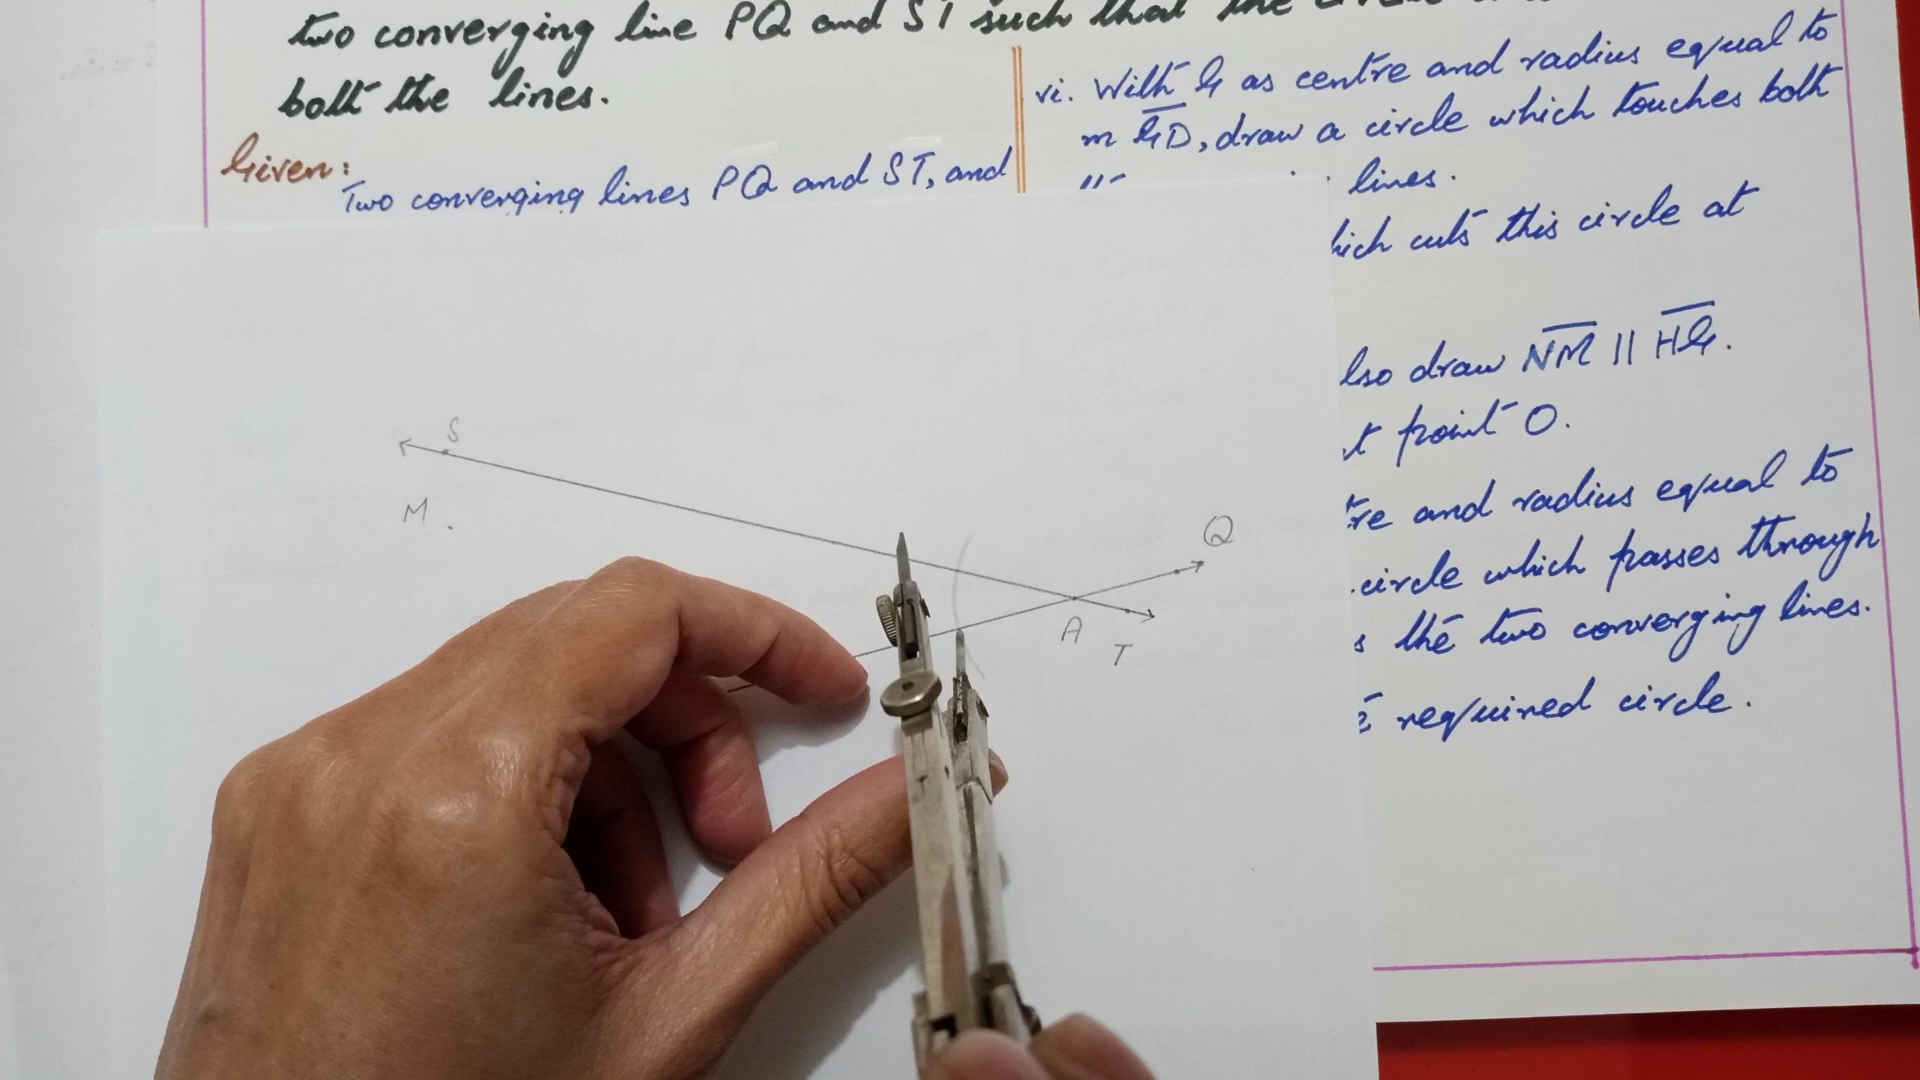 two converging line PQ and ST such that the
both the lines.
Given:
Two converging lines PQ and ST, and
vi. With G as centre and radius equal to
m GD, draw a circle which touches both
lines.
which cuts this circle at
also draw NM || HG.
at point O.
and radius equal to
circle which passes through
the two converging lines.
required circle.
S
M
Q
A
T